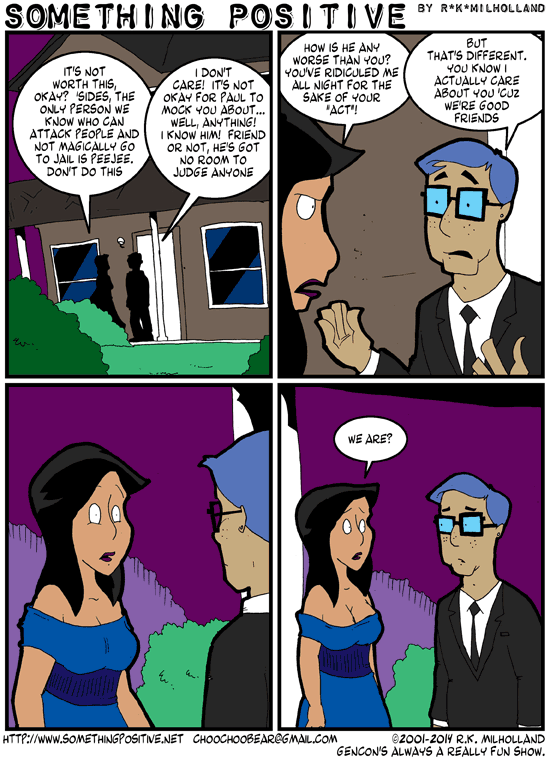 SOMETHING POSITIVE BY R*K*MILHOLLAND
IT'S NOT
WORTH THIS,
OKAY? 'SIDES, THE
ONLY PERSON WE
KNOW WHO CAN
ATTACK PEOPLE AND
NOT MAGICALLY GO
TO JAIL IS PEEJEE.
DON'T DO THIS
I DON'T
CARE! IT'S NOT
OKAY FOR PAUL TO
MOCK YOU ABOUT...
WELL, ANYTHING!
I KNOW HIM! FRIEND
OR NOT, HE'S GOT
NO ROOM TO
JUDGE ANYONE
HOW IS HE ANY
WORSE THAN YOU?
YOU'VE RIDICULED ME
ALL NIGHT FOR THE
SAKE OF YOUR
"ACT"!
BUT
THAT'S DIFFERENT.
YOU KNOW I
ACTUALLY CARE
ABOUT YOU 'CUZ
WE'RE GOOD
FRIENDS
WE ARE?
HTTP://WWW.SOMETHINGPOSITIVE.NET CHOOCHOOBEAR@GMAIL.COM ©2001-2014 R.K. MILHOLLAND
GENCON'S ALWAYS A REALLY FUN SHOW.